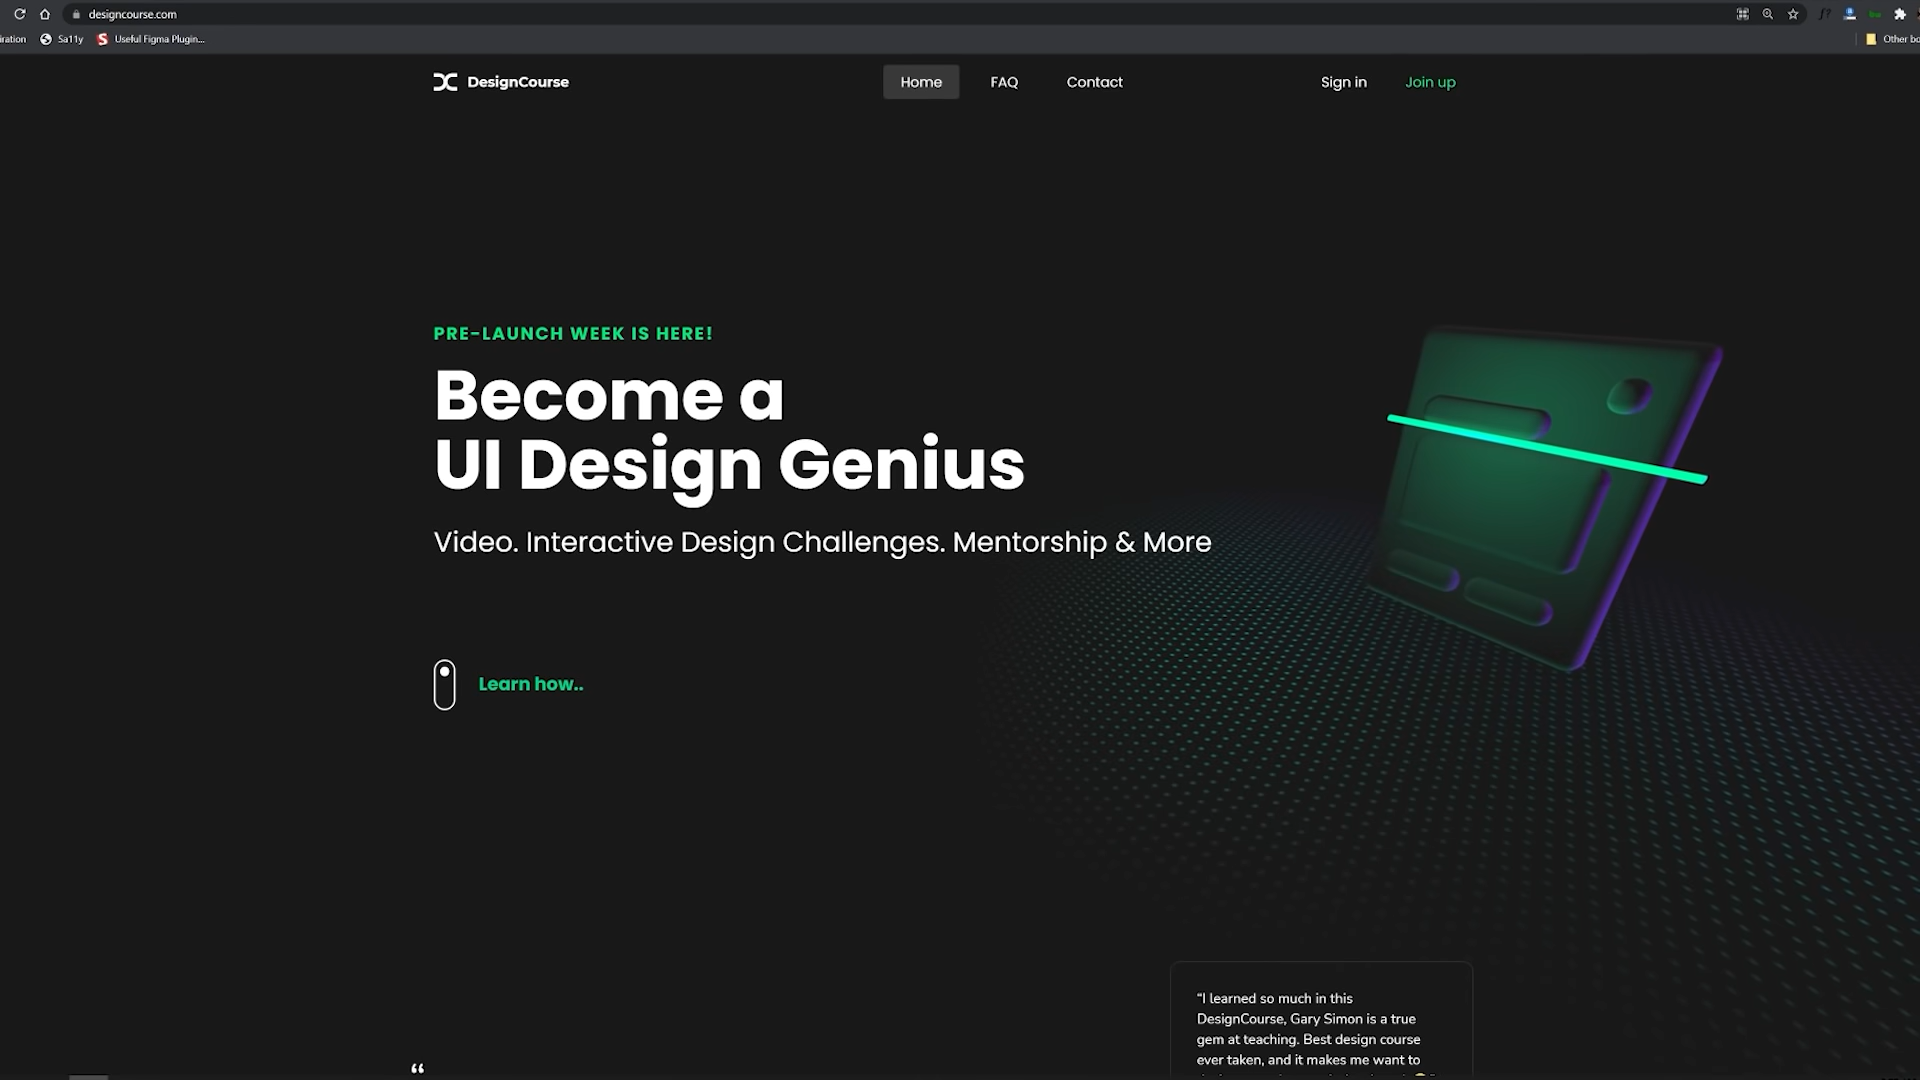 designcourse.com
iration
Sa11y
Useful Figma Plugin...
Other bo
DesignCourse
Home
FAQ
Contact
Sign in
Join up
PRE-LAUNCH WEEK IS HERE!
Become a
UI Design Genius
Video. Interactive Design Challenges. Mentorship & More
Learn how..
“I learned so much in this
DesignCourse, Gary Simon is a true
gem at teaching. Best design course
ever taken, and it makes me want to
“